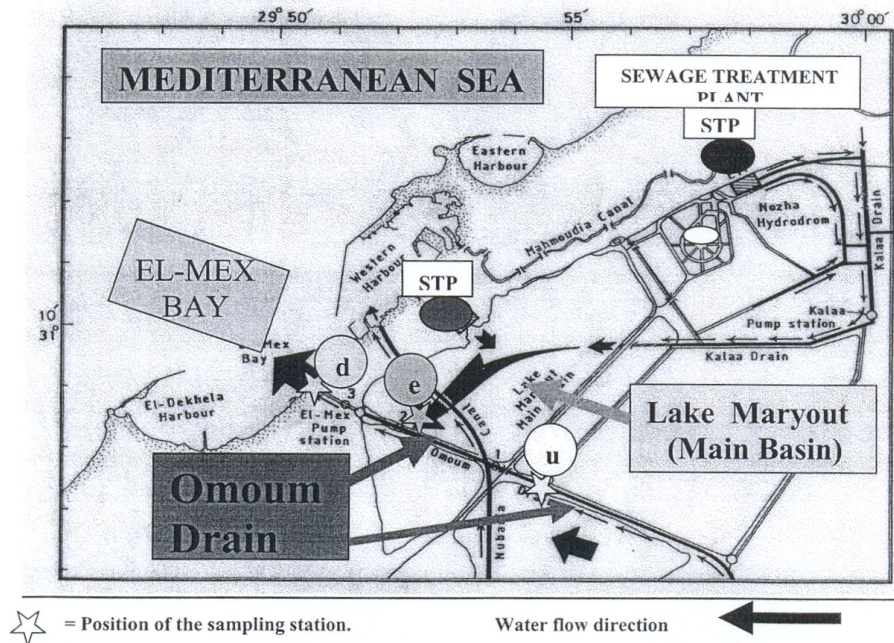 29° 50′
55
30° 00′
MEDITERRANEAN SEA
SEWAGE TREATMENT
PLANT
STP
Eastern
Harbour
Nozha
Hydrodrom
Kalaa Drain
Mahmoudia Canal
Western
Harbour
EL-MEX
BAY
STP
10′
31°
Kalaa
Pump station
Mex
Bay
d
Kalaa Drain
El-Dekhela
Harbour
3
El-Mex
Pump
station
e
2
Canal
Lake
Main
Lake Maryout
(Main Basin)
u
1
Omoum
Omoum
Drain
Nubaria
= Position of the sampling station.
Water flow direction